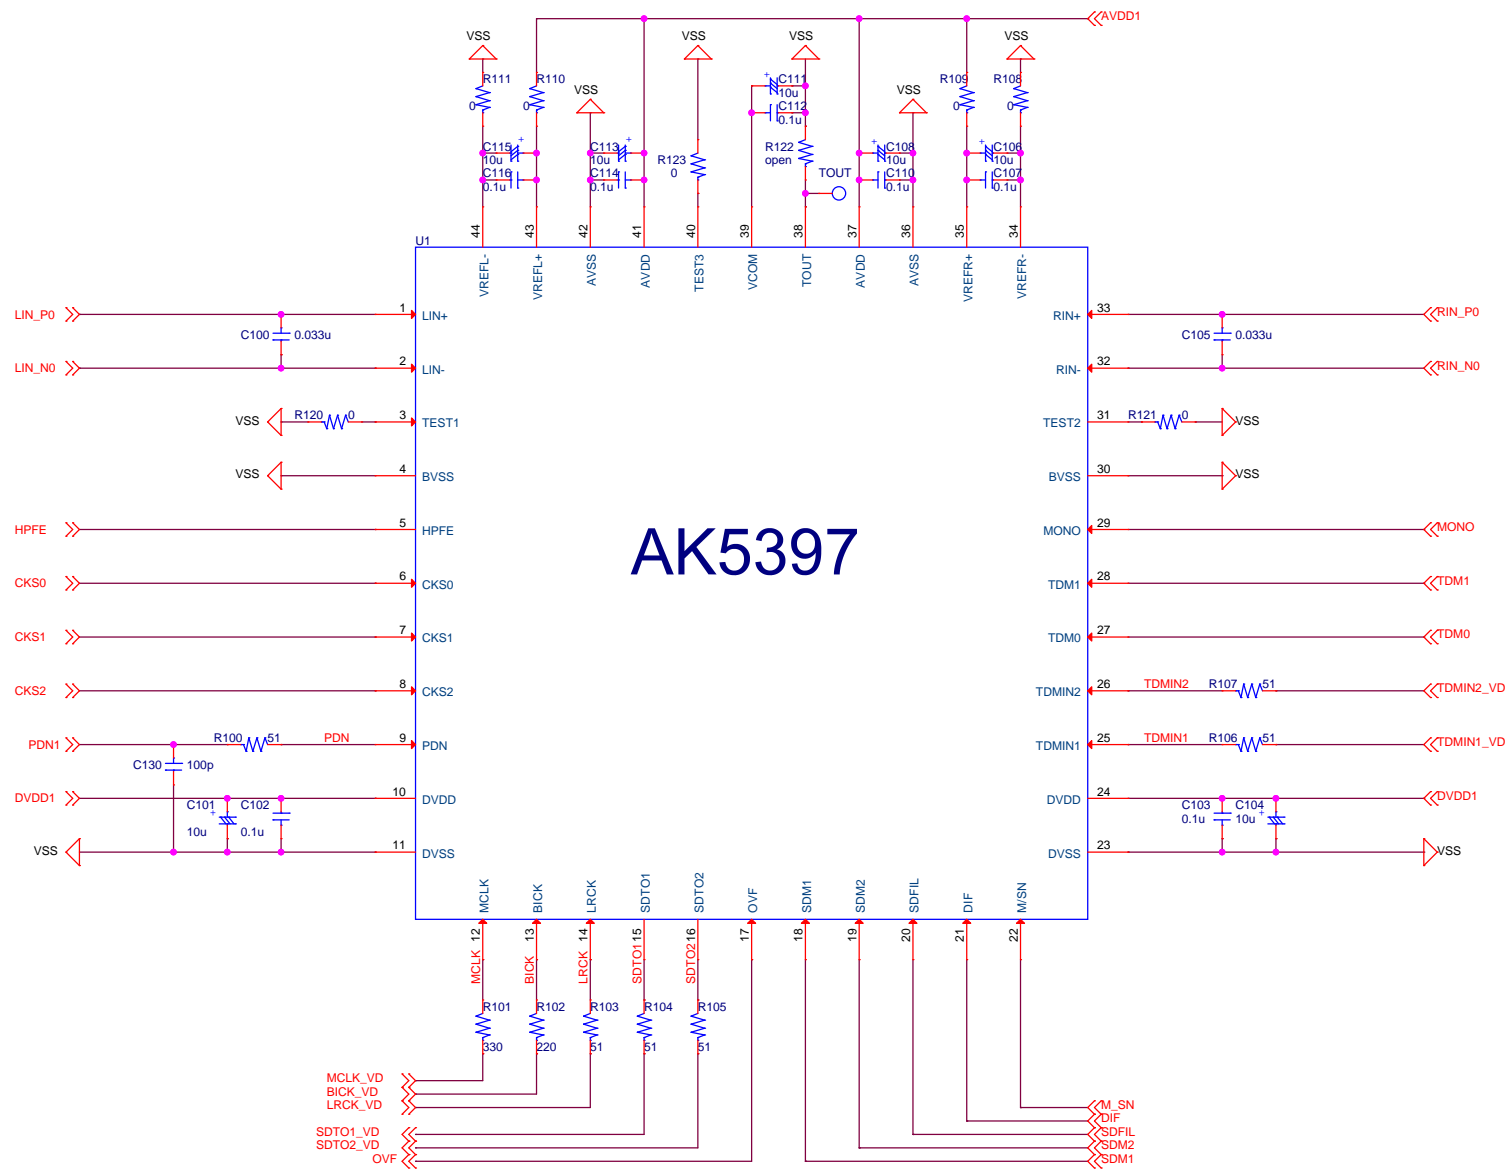 AVDD1
VSS VSS VSS VSS
R111 0
R110 0
VSS
C111 10u
C112 0.1u
VSS
R109 0
R108 0
C115 10u
C116 0.1u
C113 10u
C114 0.1u
R123 0
R122 open
TOUT
C108 10u
C110 0.1u
C106 10u
C107 0.1u
U1
44 43 42 41 40 39 38 37 36 35 34
VREFL- VREFL+ AVSS AVDD TEST3 VCOM TOUT AVDD AVSS VREFR+ VREFR-
LIN_P0 1 LIN+ RIN+ 33 RIN_P0
C100 0.033u C105 0.033u
LIN_N0 2 LIN- RIN- 32 RIN_N0
VSS R120 0 3 TEST1 TEST2 31 R121 0 VSS
VSS 4 BVSS BVSS 30 VSS
HPFE 5 HPFE MONO 29 MONO
AK5397
CKS0 6 CKS0 TDM1 28 TDM1
CKS1 7 CKS1 TDM0 27 TDM0
CKS2 8 CKS2 TDMIN2 26 TDMIN2 R107 51 TDMIN2_VD
PDN1 R100 51 PDN 9 PDN TDMIN1 25 TDMIN1 R106 51 TDMIN1_VD
C130 100p
DVDD1 10 DVDD DVDD 24 DVDD1
C101 10u
C102 0.1u
C103 0.1u
C104 10u
VSS 11 DVSS DVSS 23 VSS
MCLK BICK LRCK SDTO1 SDTO2 OVF SDM1 SDM2 SDFIL DIF M/SN
12 13 14 15 16 17 18 19 20 21 22
MCLK BICK LRCK SDTO1 SDTO2
R101 R102 R103 R104 R105
330 220 51 51 51
MCLK_VD
BICK_VD
LRCK_VD
SDTO1_VD
SDTO2_VD
OVF
M_SN
DIF
SDFIL
SDM2
SDM1